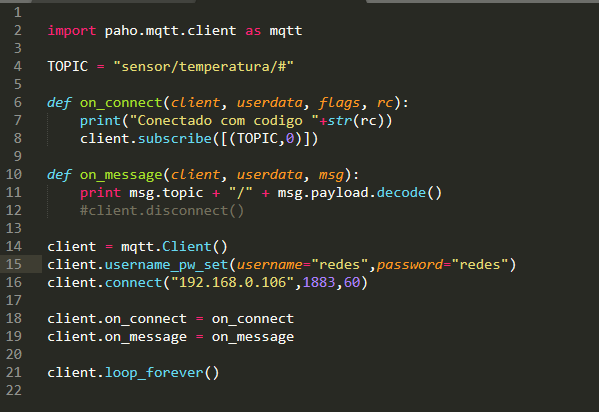 1
2 import paho.mqtt.client as mqtt
3
4 TOPIC = "sensor/temperatura/#"
5
6 def on_connect(client, userdata, flags, rc):
7     print("Conectado com codigo "+str(rc))
8     client.subscribe([(TOPIC,0)])
9
10 def on_message(client, userdata, msg):
11     print msg.topic + "/" + msg.payload.decode()
12     #client.disconnect()
13
14 client = mqtt.Client()
15 client.username_pw_set(username="redes",password="redes")
16 client.connect("192.168.0.106",1883,60)
17
18 client.on_connect = on_connect
19 client.on_message = on_message
20
21 client.loop_forever()
22